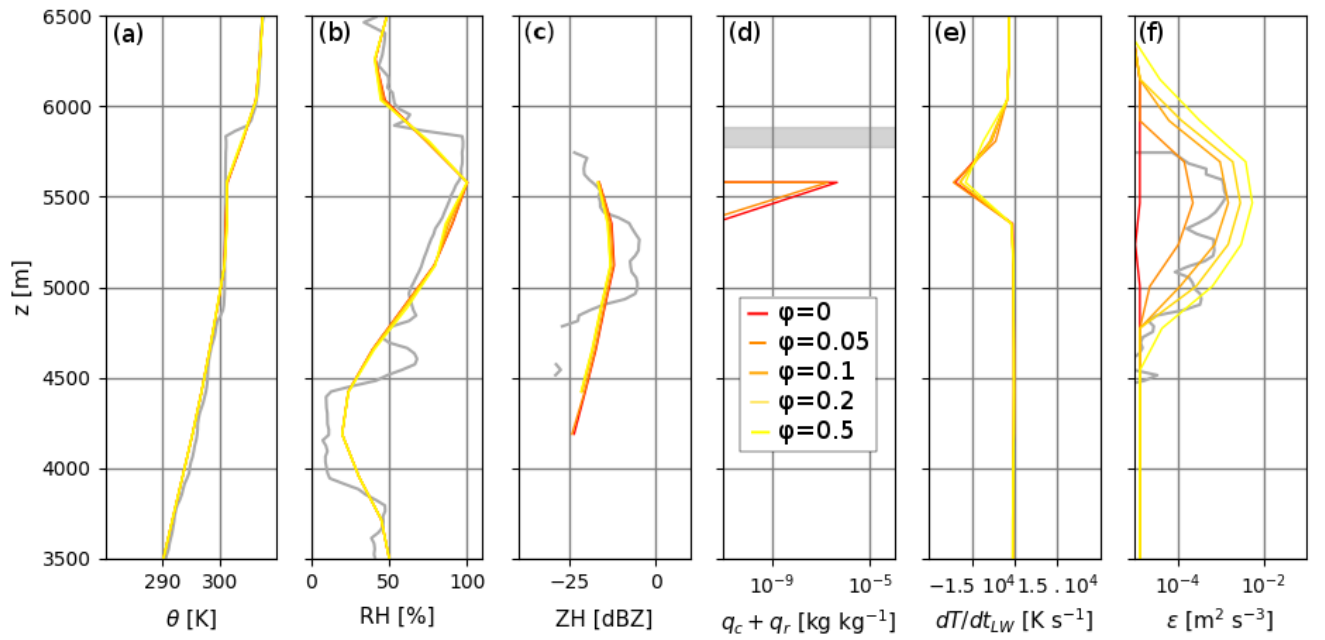 6500
6000
5500
5000
4500
4000
3500
z [m]
(a)
(b)
(c)
(d)
(e)
(f)
φ=0
φ=0.05
φ=0.1
φ=0.2
φ=0.5
290 300
0 50 100
−25 0
10⁻⁹ 10⁻⁵
−1.5 10⁴ 1.5 . 10⁴
10⁻⁴ 10⁻²
θ [K]
RH [%]
ZH [dBZ]
q_c + q_r [kg kg⁻¹]
dT/dt_LW [K s⁻¹]
ε [m² s⁻³]